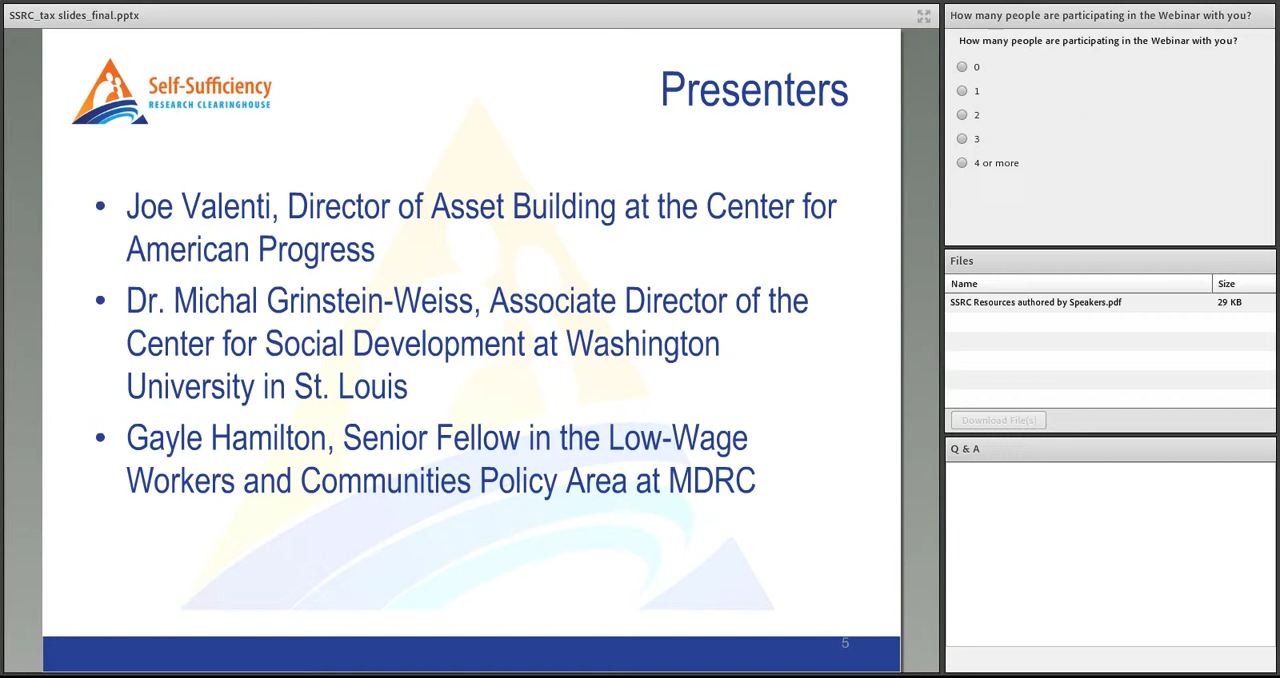 SSRC_tax slides_final.pptx
Self-Sufficiency
RESEARCH CLEARINGHOUSE
Presenters
• Joe Valenti, Director of Asset Building at the Center for
American Progress
• Dr. Michal Grinstein-Weiss, Associate Director of the
Center for Social Development at Washington
University in St. Louis
• Gayle Hamilton, Senior Fellow in the Low-Wage
Workers and Communities Policy Area at MDRC
5
How many people are participating in the Webinar with you?
How many people are participating in the Webinar with you?
0
1
2
3
4 or more
Files
Name Size
SSRC Resources authored by Speakers.pdf 29 KB
Download File(s)
Q & A